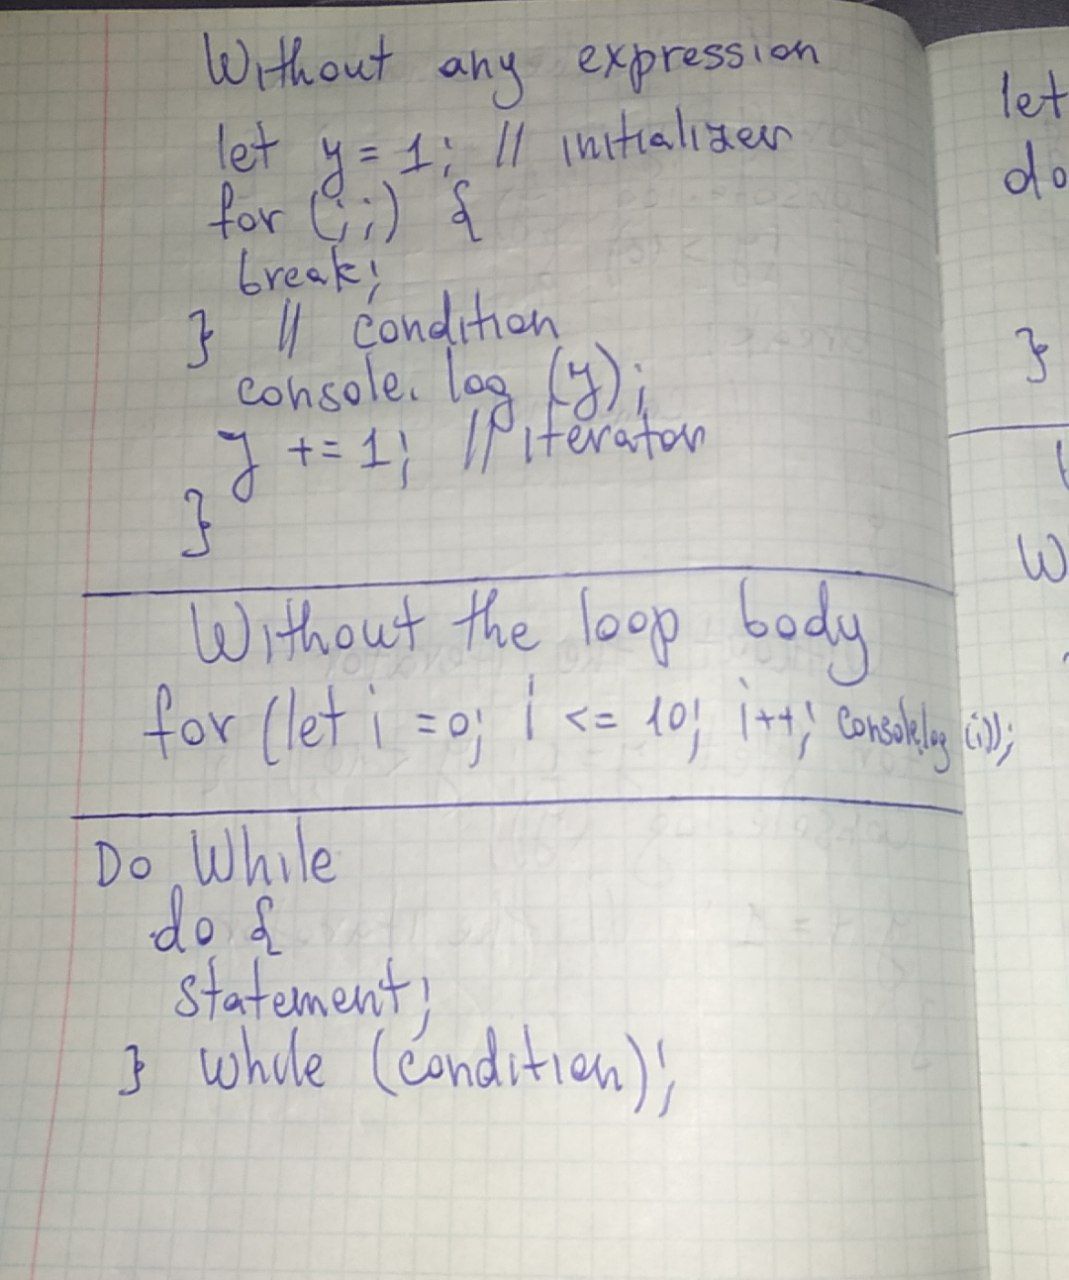 Without any expression
let y = 1; // initializer
for (;;) {
break;
} // condition
console.log (y);
y += 1; // iterator
}
Without the loop body
for (let i = 0; i <= 10; i++; console.log (i));
Do While
do {
statement;
} while (condition);
let
do
}
W